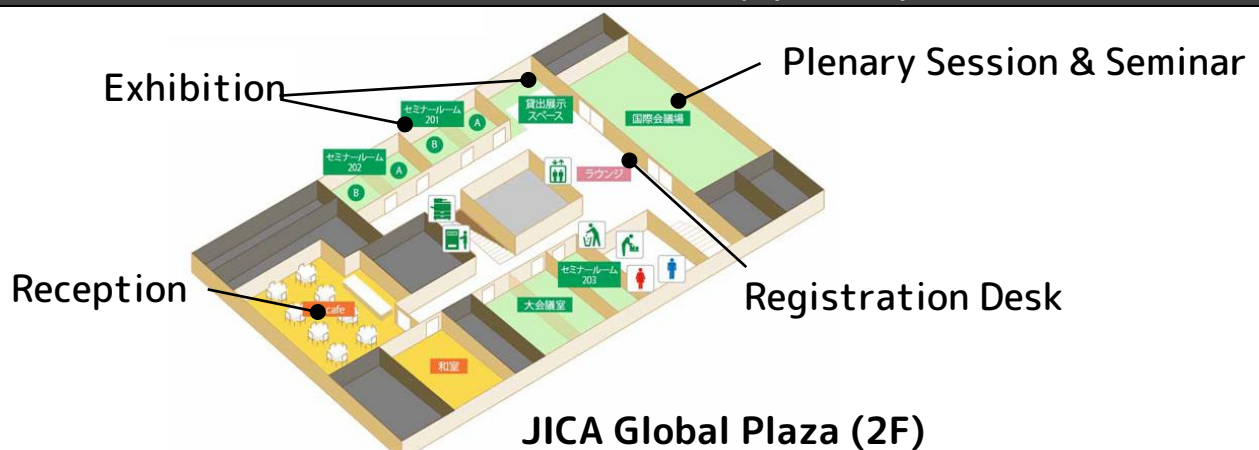 Exhibition
Plenary Session & Seminar
セミナールーム
201
A
B
貸出展示
スペース
国際会議場
セミナールーム
202
A
B
ラウンジ
Reception
cafe
セミナールーム
203
大会議室
和室
Registration Desk
JICA Global Plaza (2F)